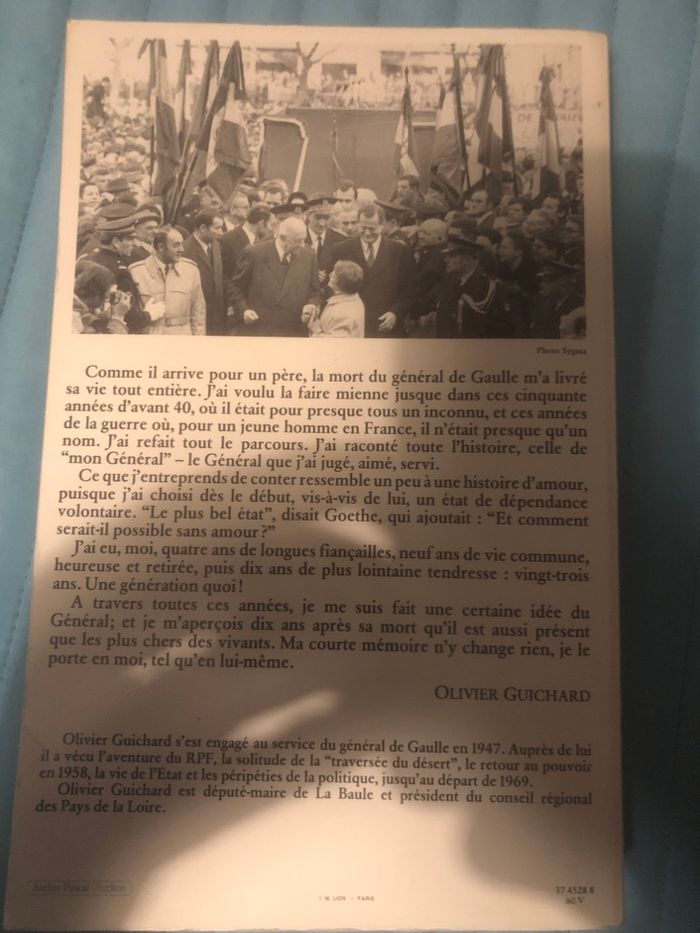 DE
Photo Sygma
Comme il arrive pour un père, la mort du général de Gaulle m'a livré
sa vie tout entière. J'ai voulu la faire mienne jusque dans ces cinquante
années d'avant 40, où il était pour presque tous un inconnu, et ces années
de la guerre où, pour un jeune homme en France, il n'était presque qu'un
nom. J'ai refait tout le parcours. J'ai raconté toute l'histoire, celle de
“mon Général” – le Général que j'ai jugé, aimé, servi.
Ce que j'entreprends de conter ressemble un peu à une histoire d'amour,
puisque j'ai choisi dès le début, vis-à-vis de lui, un état de dépendance
volontaire. “Le plus bel état”, disait Goethe, qui ajoutait : “Et comment
serait-il possible sans amour ?”
J'ai eu, moi, quatre ans de longues fiançailles, neuf ans de vie commune,
heureuse et retirée, puis dix ans de plus lointaine tendresse : vingt-trois
ans. Une génération quoi !
A travers toutes ces années, je me suis fait une certaine idée du
Général; et je m'aperçois dix ans après sa mort qu'il est aussi présent
que les plus chers des vivants. Ma courte mémoire n'y change rien, je le
porte en moi, tel qu'en lui-même.
OLIVIER GUICHARD
Olivier Guichard s'est engagé au service du général de Gaulle en 1947. Auprès de lui
il a vécu l'aventure du RPF, la solitude de la “traversée du désert”, le retour au pouvoir
en 1958, la vie de l'Etat et les péripéties de la politique, jusqu'au départ de 1969.
Olivier Guichard est député-maire de La Baule et président du conseil régional
des Pays de la Loire.
Atelier Pascal Vercken
I. M. LION - PARIS
37 4528 8